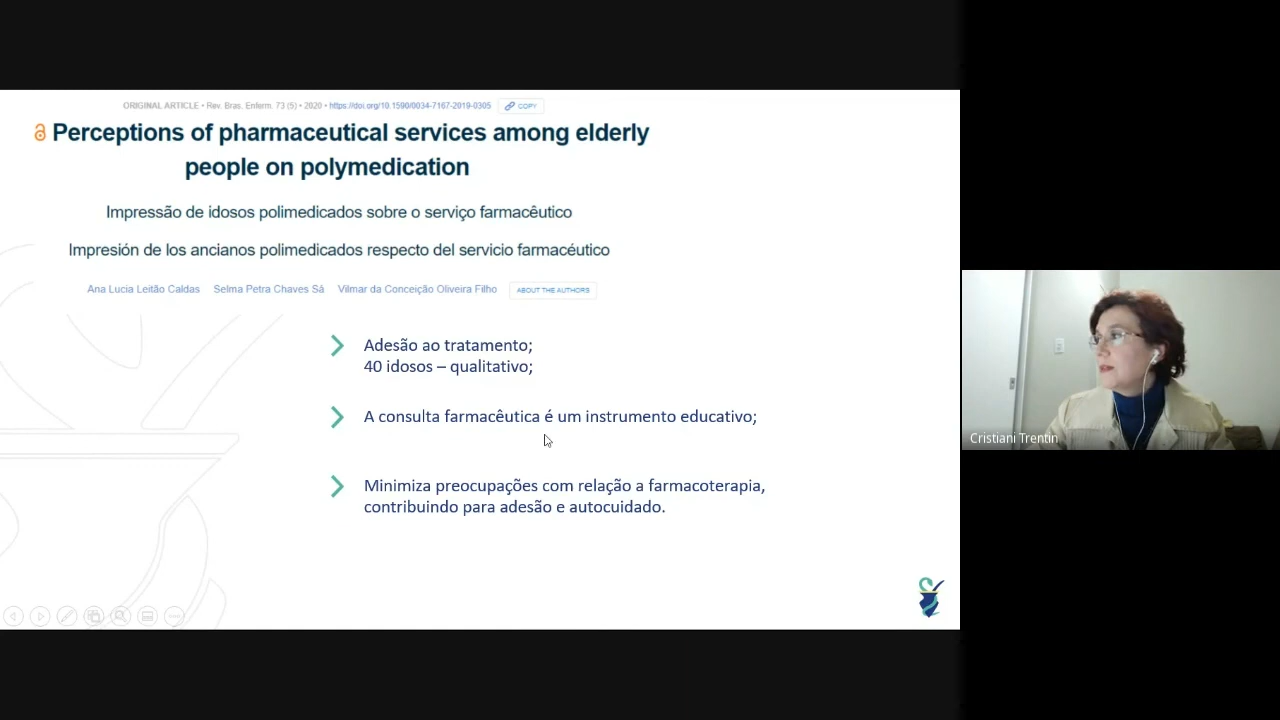 ORIGINAL ARTICLE • Rev. Bras. Enferm. 73 (5) • 2020 • https://doi.org/10.1590/0034-7167-2019-0305 COPY
Perceptions of pharmaceutical services among elderly
people on polymedication
Impressão de idosos polimedicados sobre o serviço farmacêutico
Impresión de los ancianos polimedicados respecto del servicio farmacéutico
Ana Lucia Leitão Caldas Selma Petra Chaves Sá Vilmar da Conceição Oliveira Filho ABOUT THE AUTHORS
Adesão ao tratamento;
40 idosos – qualitativo;
A consulta farmacêutica é um instrumento educativo;
Minimiza preocupações com relação a farmacoterapia,
contribuindo para adesão e autocuidado.
Cristiani Trentin